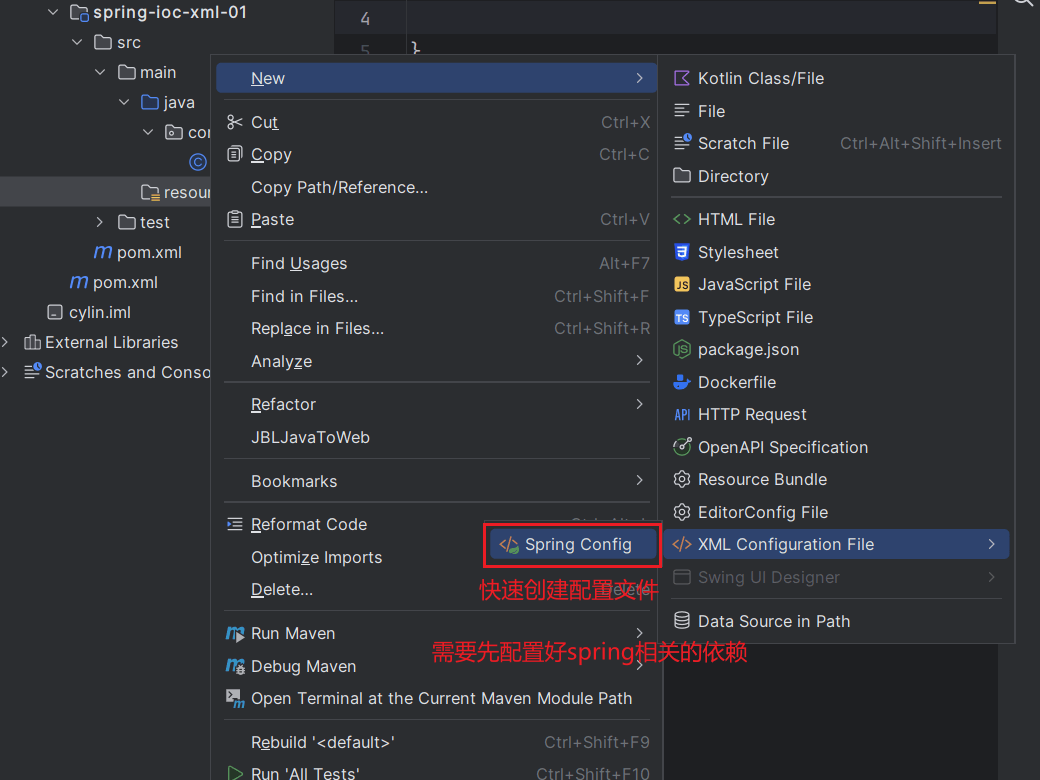 spring-ioc-xml-01
src
main
java
resour
test
pom.xml
pom.xml
cylin.iml
External Libraries
Scratches and Conso
4
5
}
New
Cut Ctrl+X
Copy Ctrl+C
Copy Path/Reference...
Paste Ctrl+V
Find Usages Alt+F7
Find in Files... Ctrl+Shift+F
Replace in Files... Ctrl+Shift+R
Analyze
Refactor
JBLJavaToWeb
Bookmarks
Reformat Code
Optimize Imports
Delete... Delete
Run Maven
Debug Maven
Open Terminal at the Current Maven Module Path
Rebuild '<default>' Ctrl+Shift+F9
Run 'All Tests' Ctrl+Shift+F10
Kotlin Class/File
File
Scratch File Ctrl+Alt+Shift+Insert
Directory
HTML File
Stylesheet
JavaScript File
TypeScript File
package.json
Dockerfile
HTTP Request
OpenAPI Specification
Resource Bundle
EditorConfig File
XML Configuration File
Swing UI Designer
Data Source in Path
Spring Config
快速创建配置文件
需要先配置好spring相关的依赖